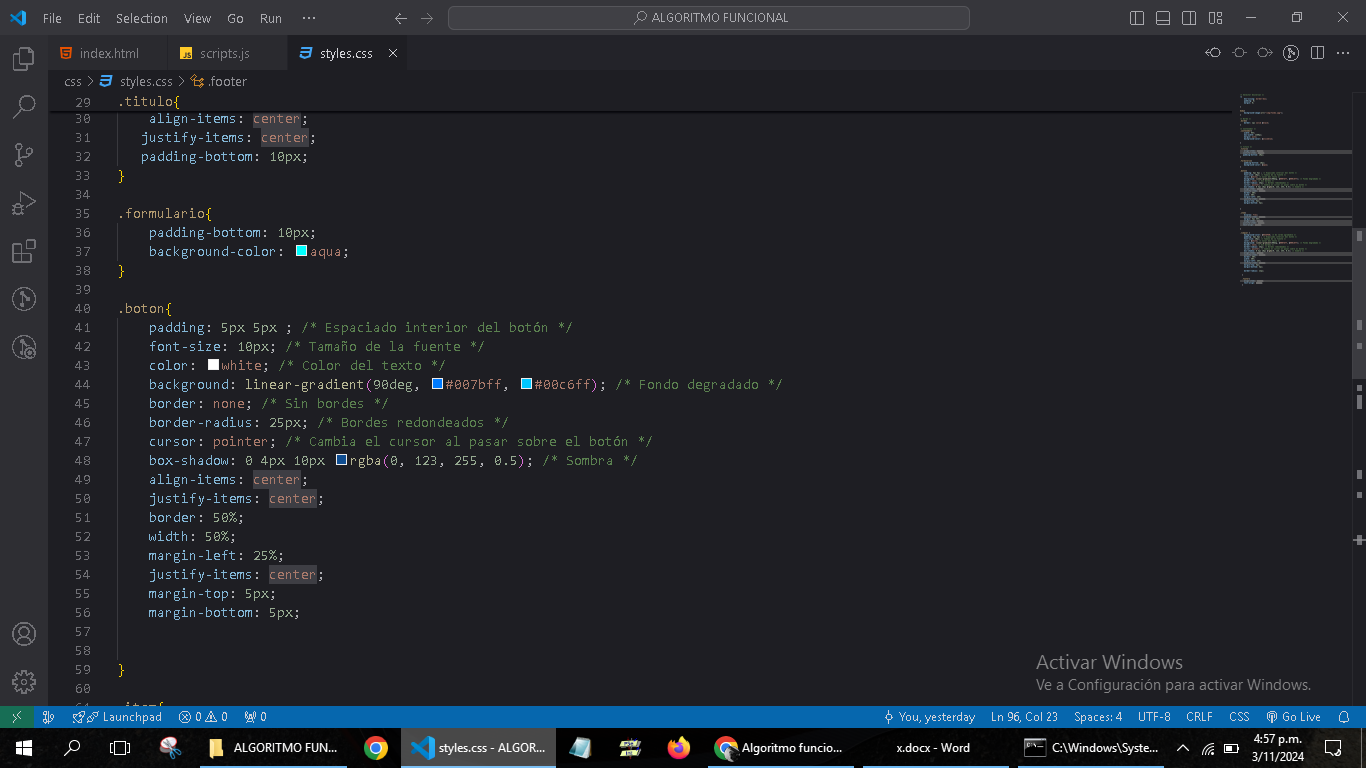 File Edit Selection View Go Run ··· ALGORITMO FUNCIONAL
index.html scripts.js styles.css
css > styles.css > .footer
29 .titulo{
30 align-items: center;
31 justify-items: center;
32 padding-bottom: 10px;
33 }
34
35 .formulario{
36 padding-bottom: 10px;
37 background-color: aqua;
38 }
39
40 .boton{
41 padding: 5px 5px ; /* Espaciado interior del botón */
42 font-size: 10px; /* Tamaño de la fuente */
43 color: white; /* Color del texto */
44 background: linear-gradient(90deg, #007bff, #00c6ff); /* Fondo degradado */
45 border: none; /* Sin bordes */
46 border-radius: 25px; /* Bordes redondeados */
47 cursor: pointer; /* Cambia el cursor al pasar sobre el botón */
48 box-shadow: 0 4px 10px rgba(0, 123, 255, 0.5); /* Sombra */
49 align-items: center;
50 justify-items: center;
51 border: 50%;
52 width: 50%;
53 margin-left: 25%;
54 justify-items: center;
55 margin-top: 5px;
56 margin-bottom: 5px;
57
58
59 }
60
Activar Windows
Ve a Configuración para activar Windows.
Launchpad 0 0 0 You, yesterday Ln 96, Col 23 Spaces: 4 UTF-8 CRLF CSS Go Live
ALGORITMO FUN... styles.css - ALGOR... Algoritmo funcio... x.docx - Word C:\Windows\Syste... 4:57 p.m.
3/11/2024